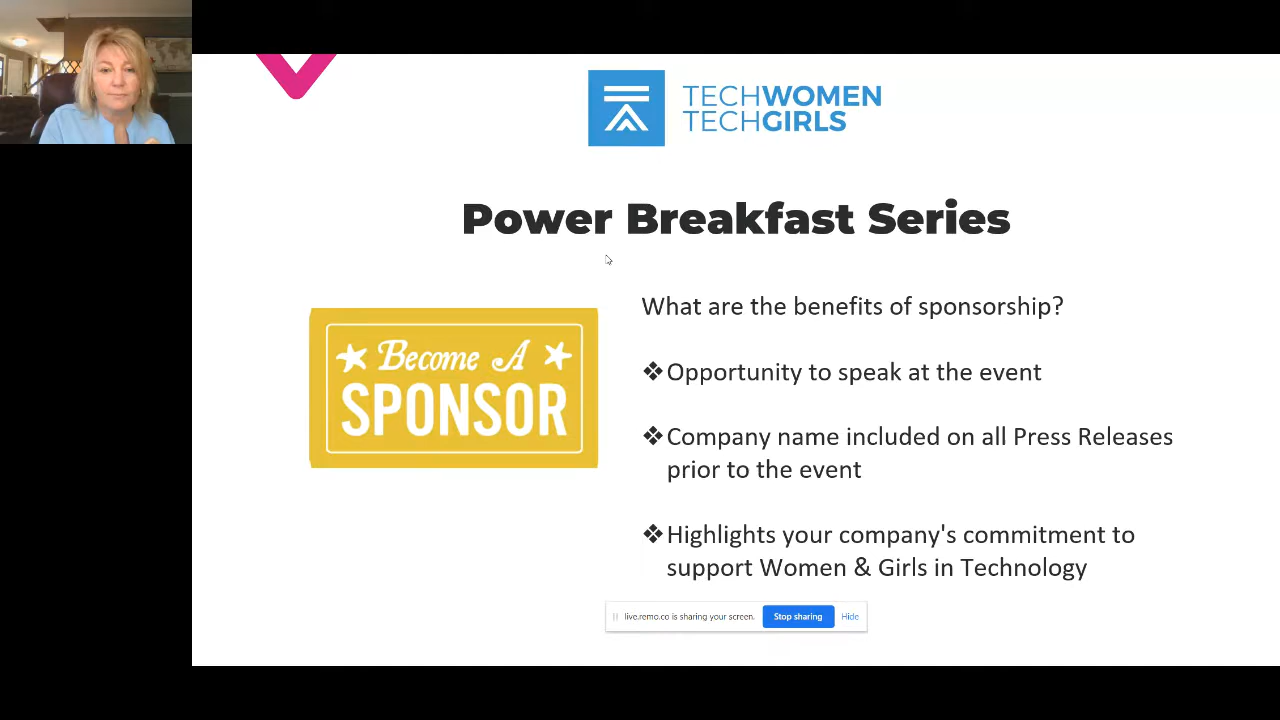 TECHWOMEN
TECHGIRLS
Power Breakfast Series
Become A
SPONSOR
What are the benefits of sponsorship?
❖Opportunity to speak at the event
❖Company name included on all Press Releases
prior to the event
❖Highlights your company's commitment to
support Women & Girls in Technology
live.remo.co is sharing your screen. Stop sharing Hide